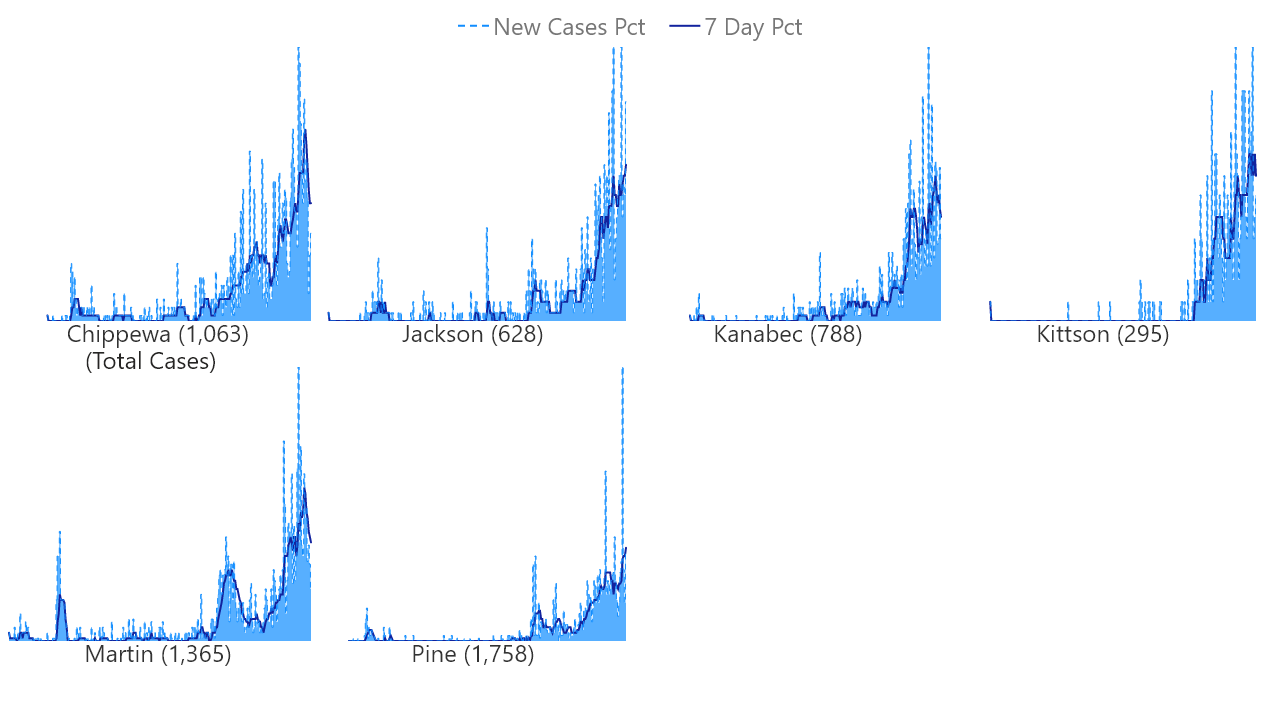 New Cases Pct 7 Day Pct
Chippewa (1,063) Jackson (628) Kanabec (788) Kittson (295)
(Total Cases)
Martin (1,365) Pine (1,758)